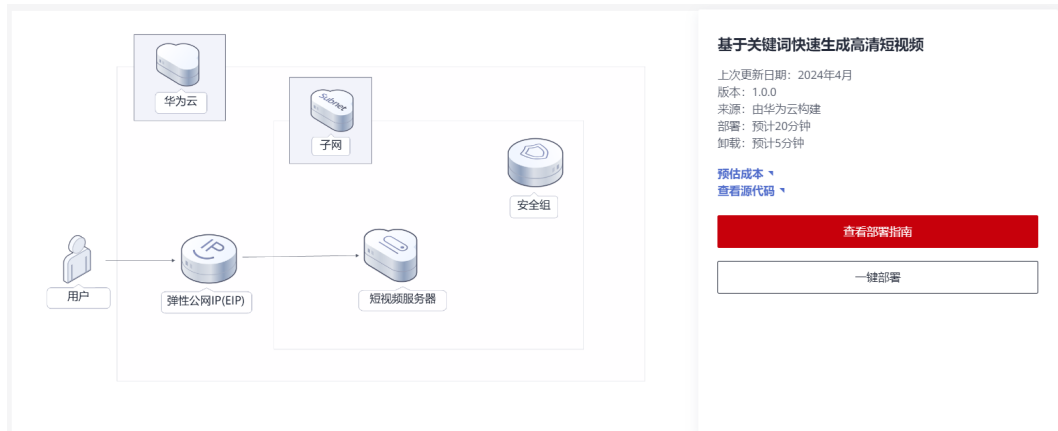 华为云
Subnet
子网
安全组
IP
用户
弹性公网IP(EIP)
短视频服务器
基于关键词快速生成高清短视频
上次更新日期：2024年4月
版本：1.0.0
来源：由华为云构建
部署：预计20分钟
卸载：预计5分钟
预估成本
查看源代码
查看部署指南
一键部署